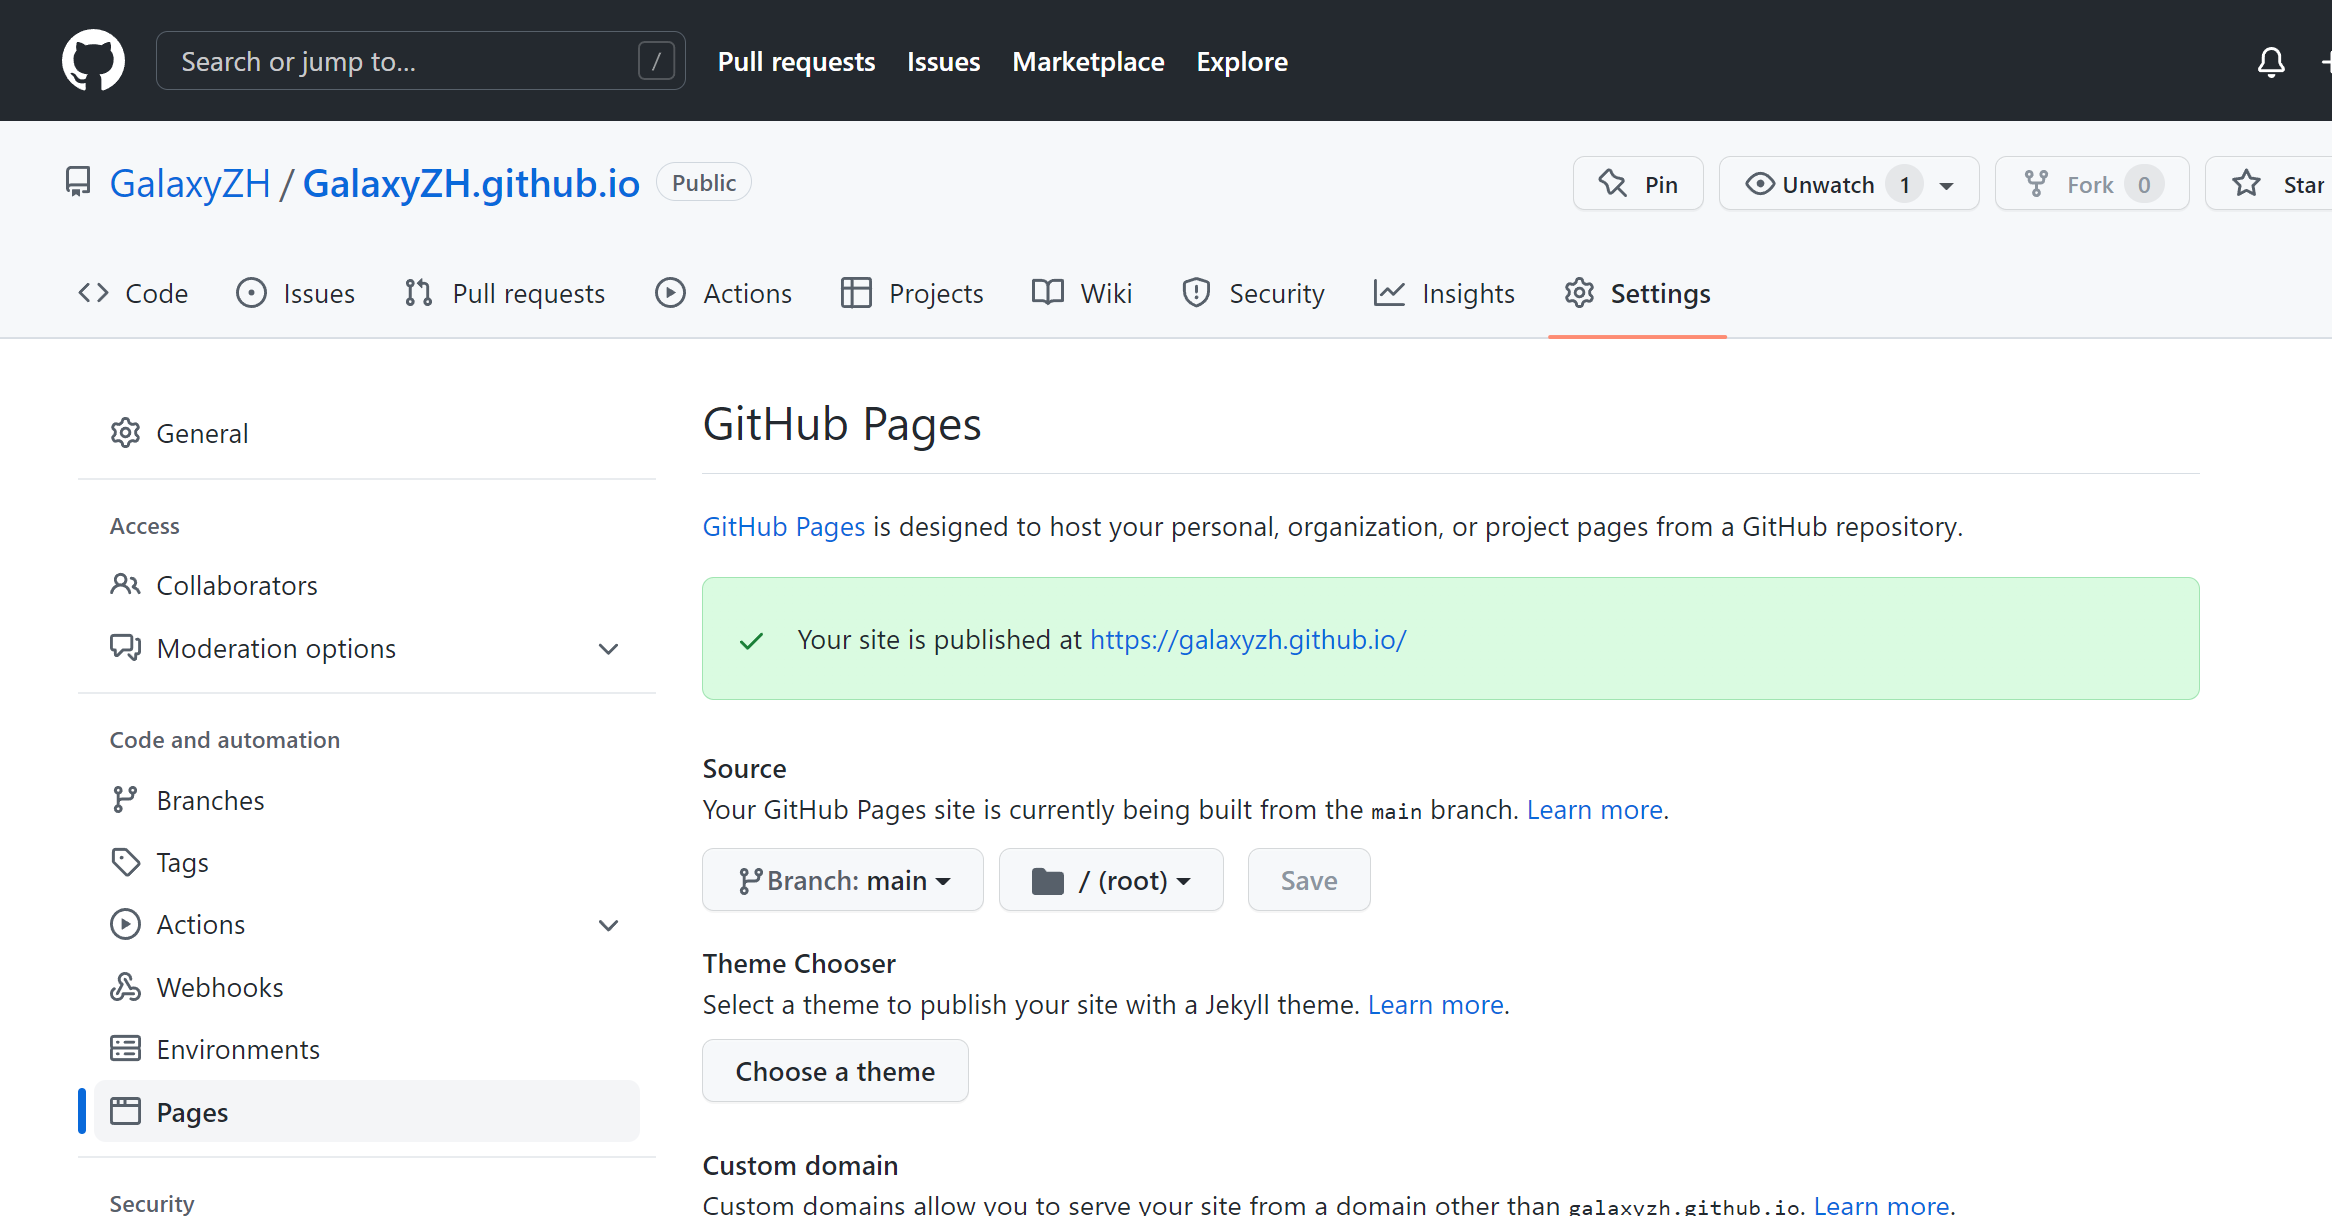 Search or jump to... / Pull requests Issues Marketplace Explore
GalaxyZH / GalaxyZH.github.io Public Pin Unwatch 1 Fork 0 Star
Code Issues Pull requests Actions Projects Wiki Security Insights Settings
General
Access
Collaborators
Moderation options
Code and automation
Branches
Tags
Actions
Webhooks
Environments
Pages
Security
GitHub Pages
GitHub Pages is designed to host your personal, organization, or project pages from a GitHub repository.
Your site is published at https://galaxyzh.github.io/
Source
Your GitHub Pages site is currently being built from the main branch. Learn more.
Branch: main / (root) Save
Theme Chooser
Select a theme to publish your site with a Jekyll theme. Learn more.
Choose a theme
Custom domain
Custom domains allow you to serve your site from a domain other than galaxyzh.github.io. Learn more.